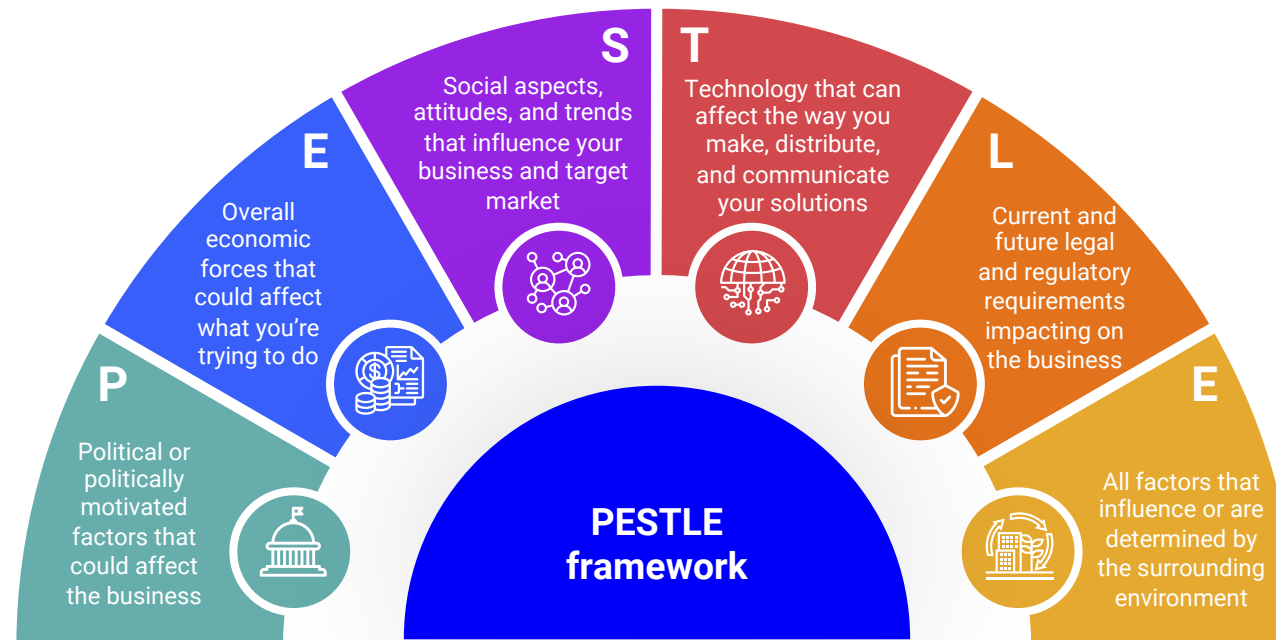 P
Political or
politically
motivated
factors that
could affect
the business
E
Overall
economic
forces that
could affect
what you’re
trying to do
S
Social aspects,
attitudes, and trends
that influence your
business and target
market
T
Technology that can
affect the way you
make, distribute,
and communicate
your solutions
L
Current and
future legal
and regulatory
requirements
impacting on
the business
E
All factors that
influence or are
determined by
the surrounding
environment
PESTLE
framework